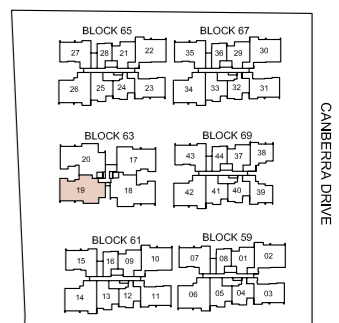 BLOCK 65
BLOCK 67
27 28 21 22
35 36 29 30
26 25 24 23
34 33 32 31
BLOCK 63
BLOCK 69
20 17
43 44 37 38
19 18
42 41 40 39
BLOCK 61
BLOCK 59
15 16 09 10
07 08 01 02
14 13 12 11
06 05 04 03
CANBERRA DRIVE